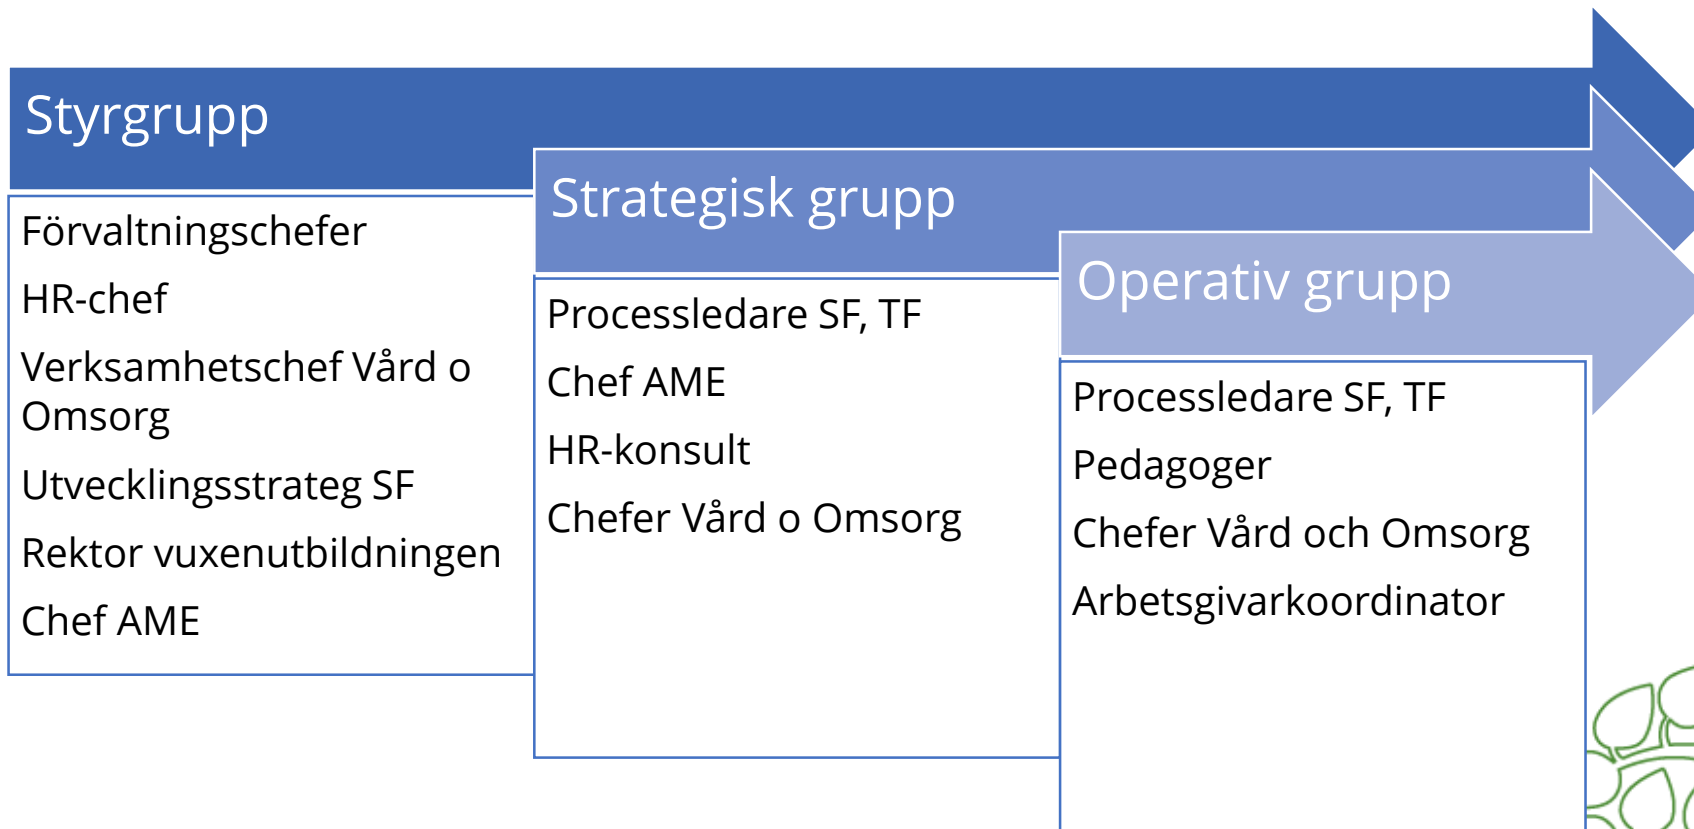 Styrgrupp
Förvaltningschefer
HR-chef
Verksamhetschef Vård o
Omsorg
Utvecklingsstrateg SF
Rektor vuxenutbildningen
Chef AME
Strategisk grupp
Processledare SF, TF
Chef AME
HR-konsult
Chefer Vård o Omsorg
Operativ grupp
Processledare SF, TF
Pedagoger
Chefer Vård och Omsorg
Arbetsgivarkoordinator